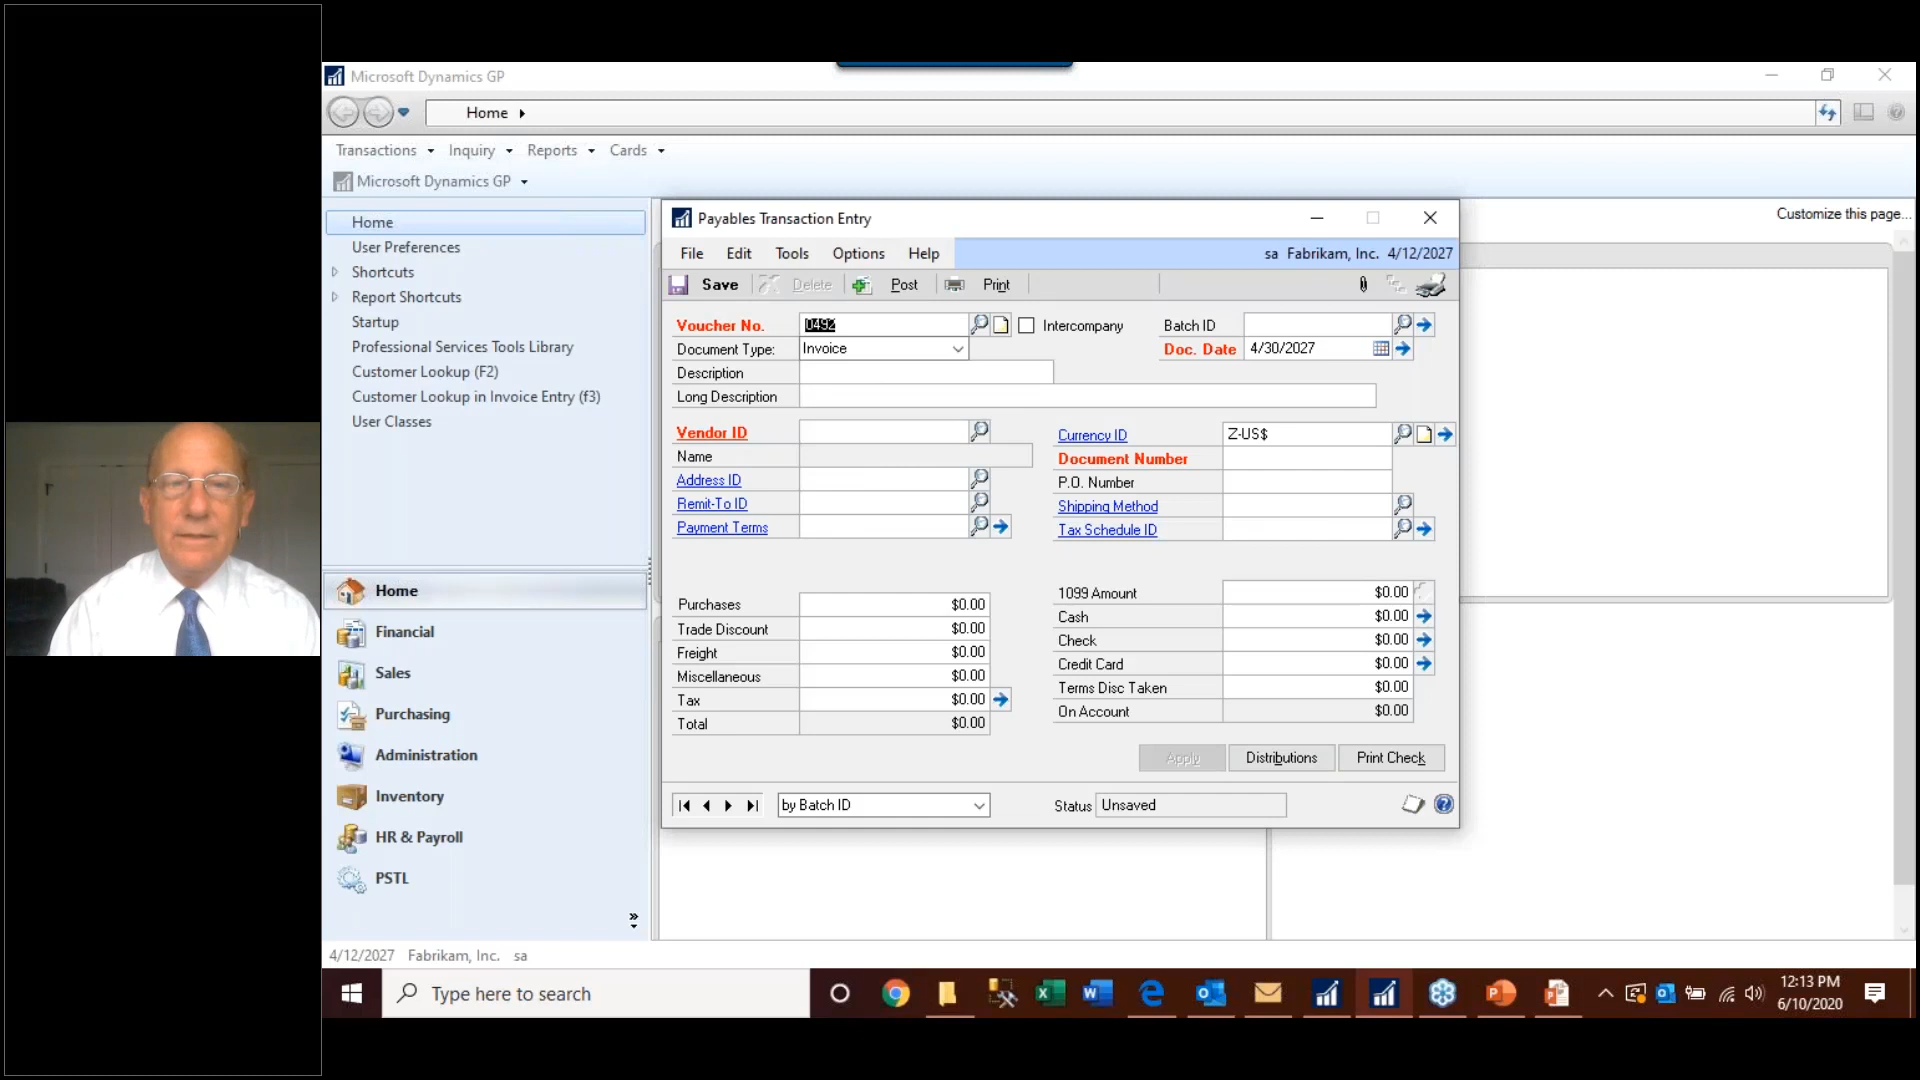 Microsoft Dynamics GP
Home
Transactions Inquiry Reports Cards
Microsoft Dynamics GP
Customize this page...
Home
User Preferences
Shortcuts
Report Shortcuts
Startup
Professional Services Tools Library
Customer Lookup (F2)
Customer Lookup in Invoice Entry (f3)
User Classes
Home
Financial
Sales
Purchasing
Administration
Inventory
HR & Payroll
PSTL
Payables Transaction Entry
File Edit Tools Options Help sa Fabrikam, Inc. 4/12/2027
Save Delete Post Print
Voucher No. 0492 Intercompany Batch ID
Document Type: Invoice Doc. Date 4/30/2027
Description
Long Description
Vendor ID Currency ID Z-US$
Name Document Number
Address ID P.O. Number
Remit-To ID Shipping Method
Payment Terms Tax Schedule ID
1099 Amount $0.00
Purchases $0.00 Cash $0.00
Trade Discount $0.00 Check $0.00
Freight $0.00 Credit Card $0.00
Miscellaneous $0.00 Terms Disc Taken $0.00
Tax $0.00 On Account $0.00
Total $0.00
Apply Distributions Print Check
by Batch ID Status Unsaved
4/12/2027 Fabrikam, Inc. sa
Type here to search
12:13 PM
6/10/2020